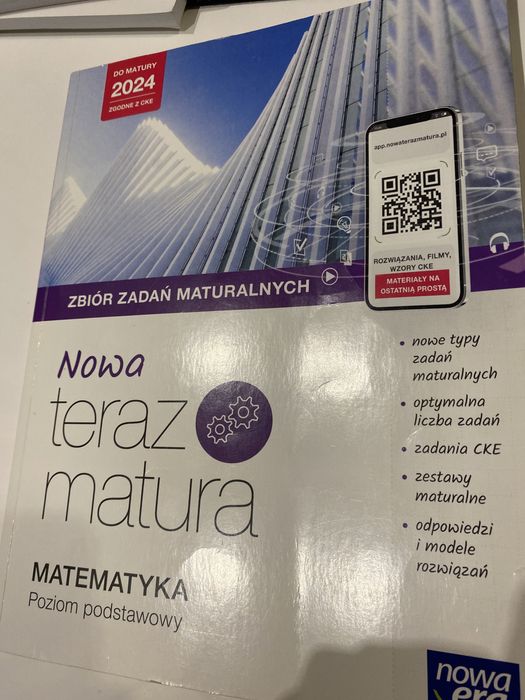 DO MATURY
2024
ZGODNE Z CKE
app.nowaterazmatura.pl
ROZWIĄZANIA, FILMY,
WZORY CKE
MATERIAŁY NA
OSTATNIĄ PROSTĄ
ZBIÓR ZADAŃ MATURALNYCH
Nowa
teraz
matura
MATEMATYKA
Poziom podstawowy
• nowe typy
zadań
maturalnych
• optymalna
liczba zadań
• zadania CKE
• zestawy
maturalne
• odpowiedzi
i modele
rozwiązań
nowa
era